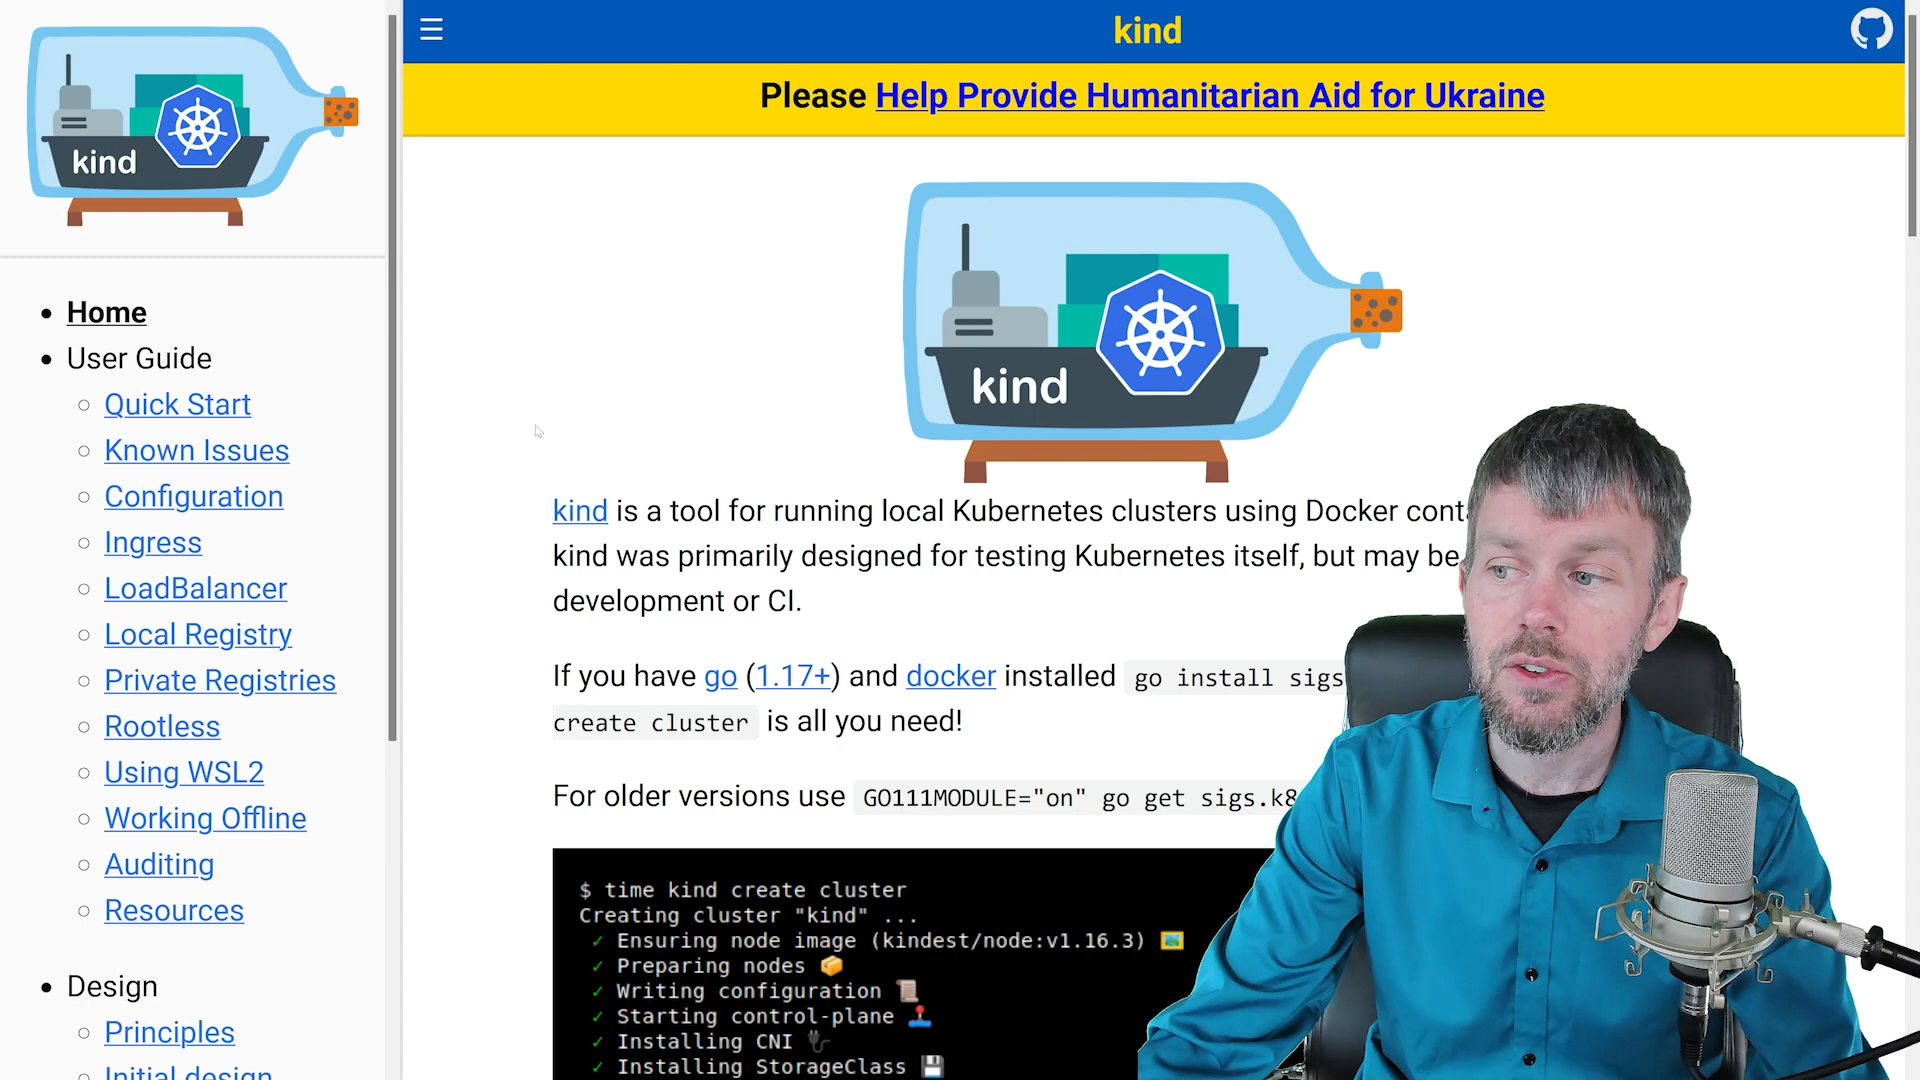 kind
Home
User Guide
Quick Start
Known Issues
Configuration
Ingress
LoadBalancer
Local Registry
Private Registries
Rootless
Using WSL2
Working Offline
Auditing
Resources
Design
Principles
Initial design
kind
Please Help Provide Humanitarian Aid for Ukraine
kind
kind is a tool for running local Kubernetes clusters using Docker
kind was primarily designed for testing Kubernetes itself, but may be
development or CI.
If you have go (1.17+) and docker installed go install sigs
create cluster is all you need!
For older versions use GO111MODULE="on" go get sigs.k8
$ time kind create cluster
Creating cluster "kind" ...
✓ Ensuring node image (kindest/node:v1.16.3) 🖼
✓ Preparing nodes 📦
✓ Writing configuration 📜
✓ Starting control-plane 🕹
✓ Installing CNI 🔌
✓ Installing StorageClass 💾